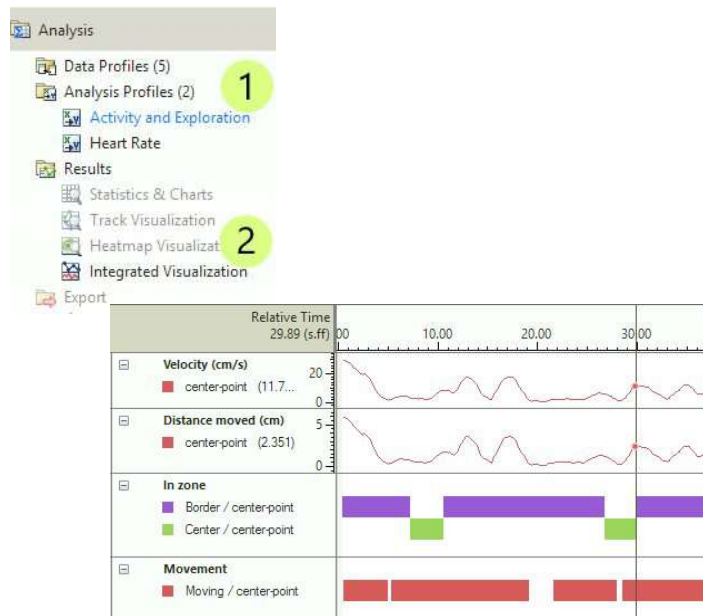 Analysis
Data Profiles (5)
1
Analysis Profiles (2)
Activity and Exploration
Heart Rate
Results
Statistics & Charts
Track Visualization
2
Heatmap Visualizat
Integrated Visualization
Export
Relative Time
29.89 (s.ff) 00 10.00 20.00 30.00
Velocity (cm/s)
center-point (11.7... 20
0
Distance moved (cm) 5
center-point (2.351)
0
In zone
Border / center-point
Center / center-point
Movement
Moving / center-point